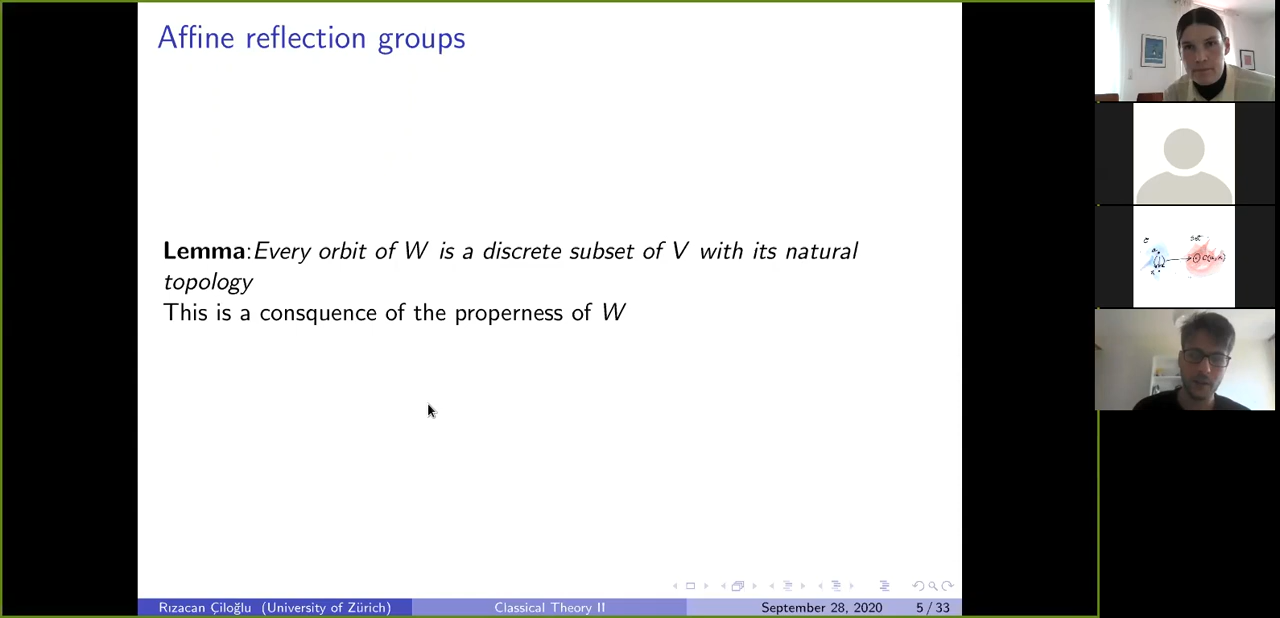 Affine reflection groups
Lemma:Every orbit of W is a discrete subset of V with its natural
topology
This is a consquence of the properness of W
Rızacan Çiloğlu (University of Zürich) Classical Theory II September 28, 2020 5 / 33